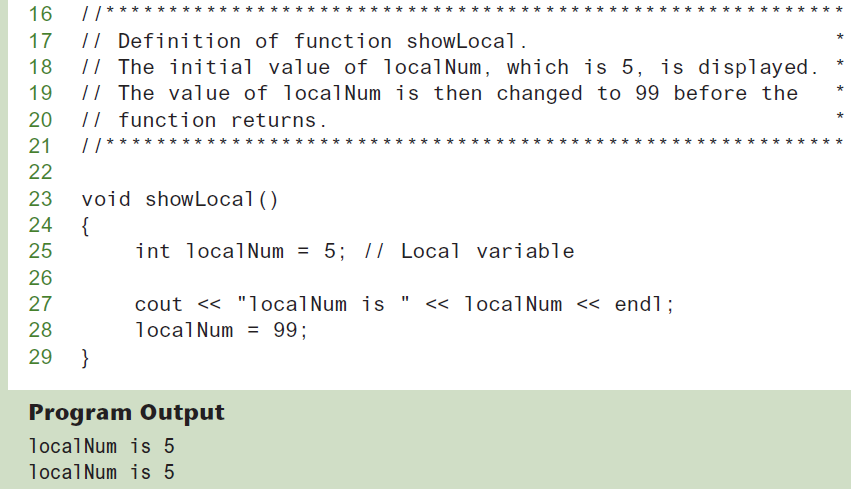 16 //************************************************************
17 // Definition of function showLocal. *
18 // The initial value of localNum, which is 5, is displayed. *
19 // The value of localNum is then changed to 99 before the *
20 // function returns. *
21 //************************************************************
22
23 void showLocal()
24 {
25 int localNum = 5; // Local variable
26
27 cout << "localNum is " << localNum << endl;
28 localNum = 99;
29 }
Program Output
localNum is 5
localNum is 5